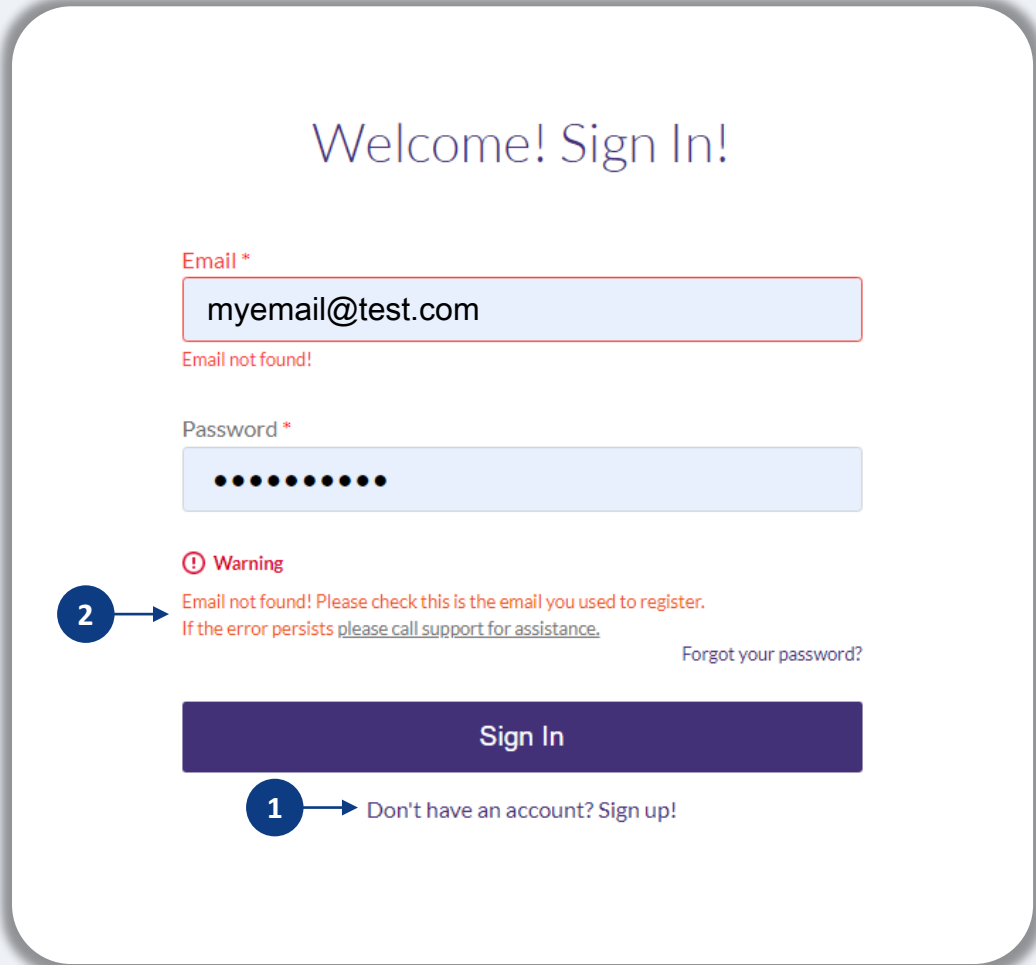 Welcome! Sign In!
Email *
myemail@test.com
Email not found!
Password *
••••••••••
Warning
2
Email not found! Please check this is the email you used to register.
If the error persists please call support for assistance.
Forgot your password?
Sign In
1
Don't have an account? Sign up!